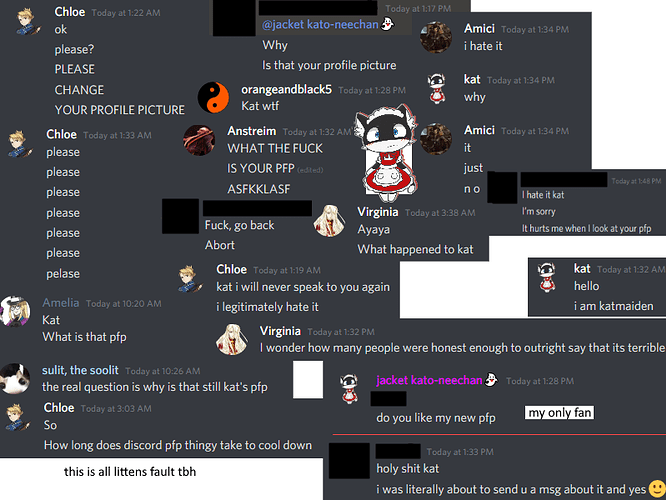 Chloe Today at 1:22 AM
ok
please?
PLEASE
CHANGE
YOUR PROFILE PICTURE
Today at 1:17 PM
@jacket kato-neechan👻
Why
Is that your profile picture
Amici Today at 1:34 PM
i hate it
kat Today at 1:34 PM
why
Amici Today at 1:34 PM
it
just
n o
orangeandblack5 Today at 1:28 PM
Kat wtf
Chloe Today at 1:33 AM
please
please
please
please
please
please
pelase
Anstreim Today at 1:32 AM
WHAT THE FUCK
IS YOUR PFP (edited)
ASFKKLASF
Today at 1:48 PM
I hate it kat
I'm sorry
It hurts me when I look at your pfp
Fuck, go back
Abort
Virginia Today at 3:38 AM
Ayaya
What happened to kat
Chloe Today at 1:19 AM
kat i will never speak to you again
i legitimately hate it
kat Today at 1:32 AM
hello
i am katmaiden
Amelia Today at 10:20 AM
Kat
What is that pfp
Virginia Today at 1:32 PM
I wonder how many people were honest enough to outright say that its terrible
sulit, the soolit Today at 10:26 AM
the real question is why is that still kat's pfp
jacket kato-neechan👻 Today at 1:28 PM
do you like my new pfp
my only fan
Chloe Today at 3:03 AM
So
How long does discord pfp thingy take to cool down
Today at 1:33 PM
holy shit kat
i was literally about to send u a msg about it and yes🙂
this is all littens fault tbh